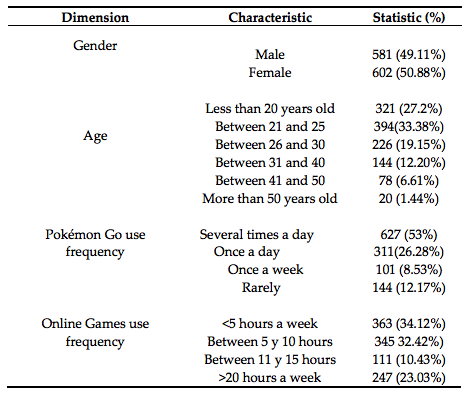 Dimension Characteristic Statistic (%)
Gender
Male 581 (49.11%)
Female 602 (50.88%)
Less than 20 years old 321 (27.2%)
Between 21 and 25 394(33.38%)
Age Between 26 and 30 226 (19.15%)
Between 31 and 40 144 (12.20%)
Between 41 and 50 78 (6.61%)
More than 50 years old 20 (1.44%)
Pokémon Go use Several times a day 627 (53%)
frequency Once a day 311(26.28%)
Once a week 101 (8.53%)
Rarely 144 (12.17%)
Online Games use <5 hours a week 363 (34.12%)
frequency Between 5 y 10 hours 345 32.42%)
Between 11 y 15 hours 111 (10.43%)
>20 hours a week 247 (23.03%)